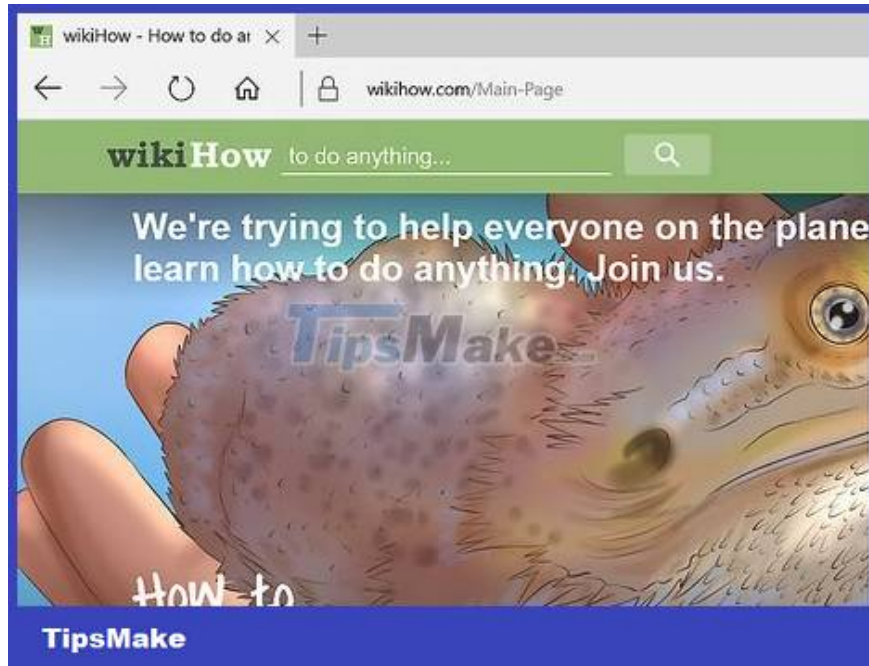 wikiHow - How to do ar
wikihow.com/Main-Page
wikiHow to do anything...
We're trying to help everyone on the plane
learn how to do anything. Join us.
TipsMake
How to
TipsMake